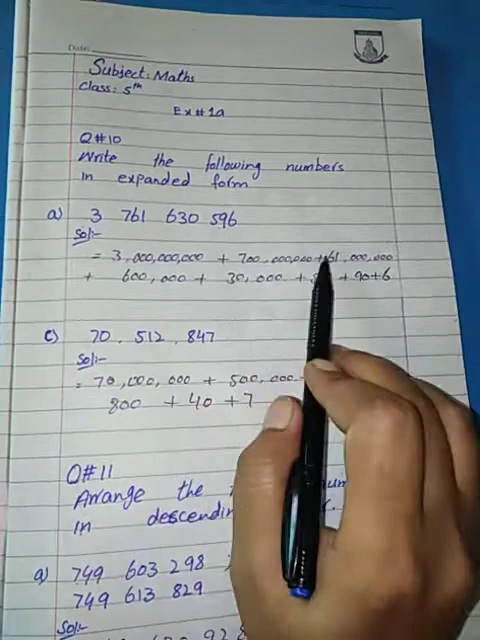 Date:
Subject: Maths
Class: 5th
Ex # 1a
Q#10
Write the following numbers
in expanded form
a) 3 761 630 596
Sol:-
= 3,000,000,000 + 700,000,000 + 61,000,000
+ 600,000 + 30,000 + + 90+6
c) 70,512,847
Sol:-
= 70,000,000 + 500,000
800 + 40 + 7
Q#11
Arrange the
in
a) 749 603 298
749 613 829
Sol:-